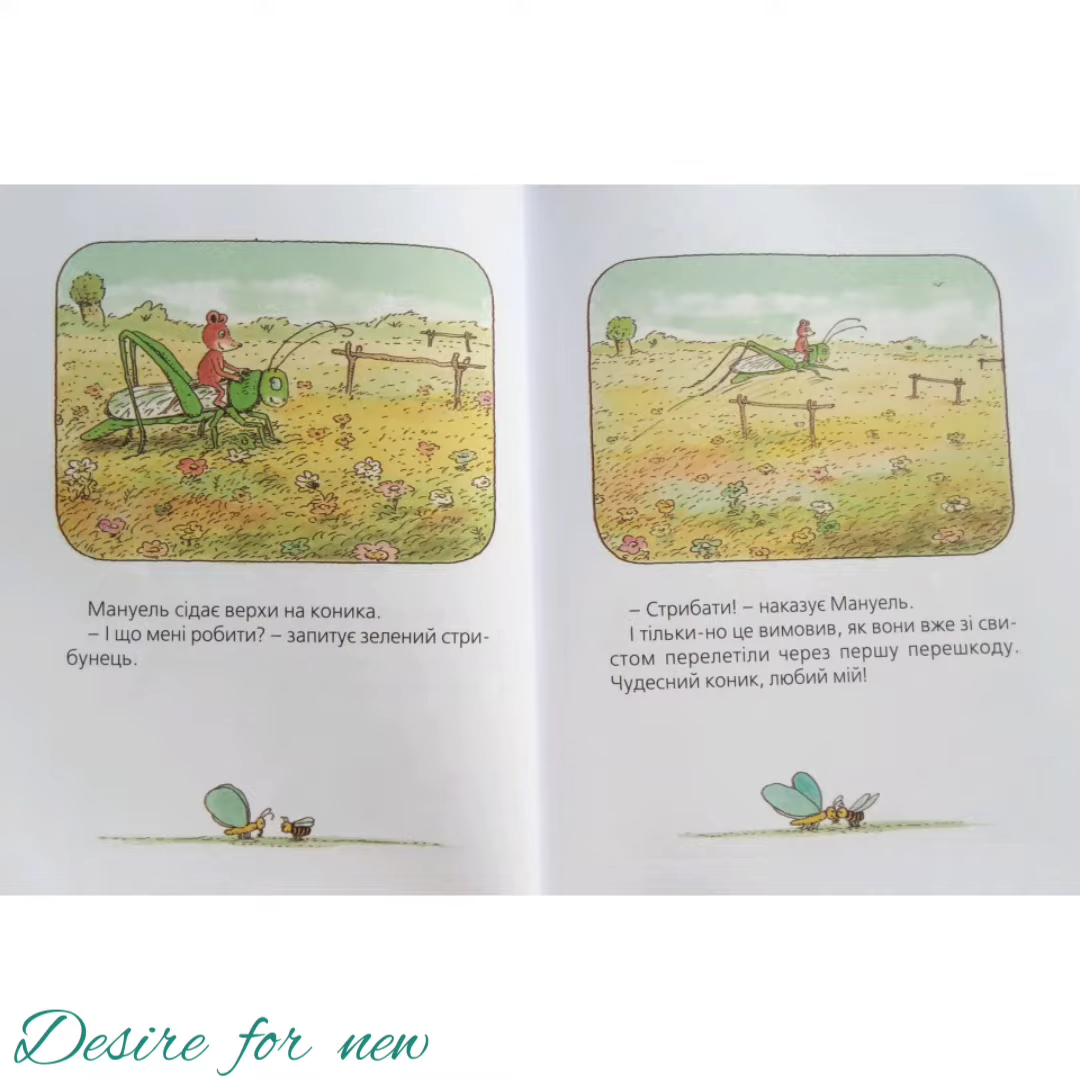 Мануель сідає верхи на коника.
– І що мені робити? – запитує зелений стри-
бунець.
– Стрибати! – наказує Мануель.
І тільки-но це вимовив, як вони вже зі сви-
стом перелетіли через першу перешкоду.
Чудесний коник, любий мій!
Desire for new